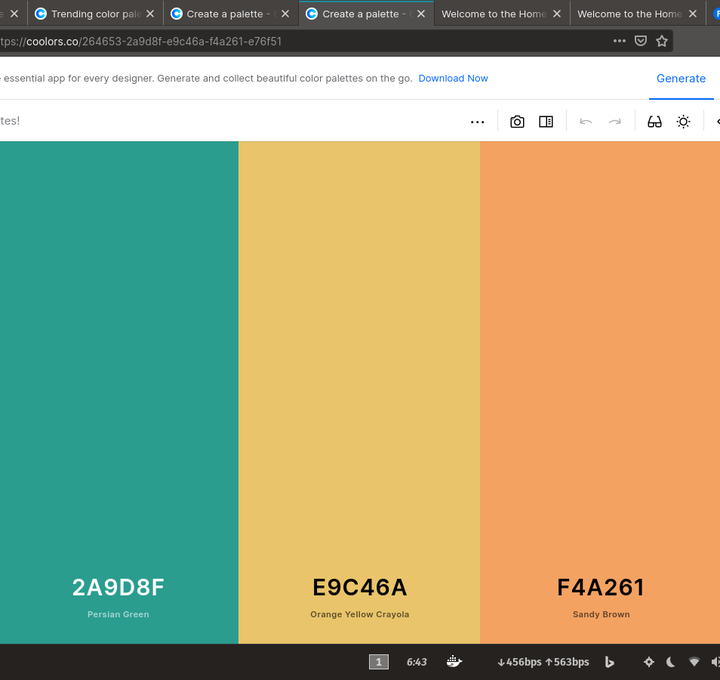 Trending color pale
Create a palette -
Create a palette -
Welcome to the Home
Welcome to the Home
tps://coolors.co/264653-2a9d8f-e9c46a-f4a261-e76f51
essential app for every designer. Generate and collect beautiful color palettes on the go. Download Now
Generate
tes!
2A9D8F
E9C46A
F4A261
Persian Green
Orange Yellow Crayola
Sandy Brown
1
6:43
↓456bps ↑563bps